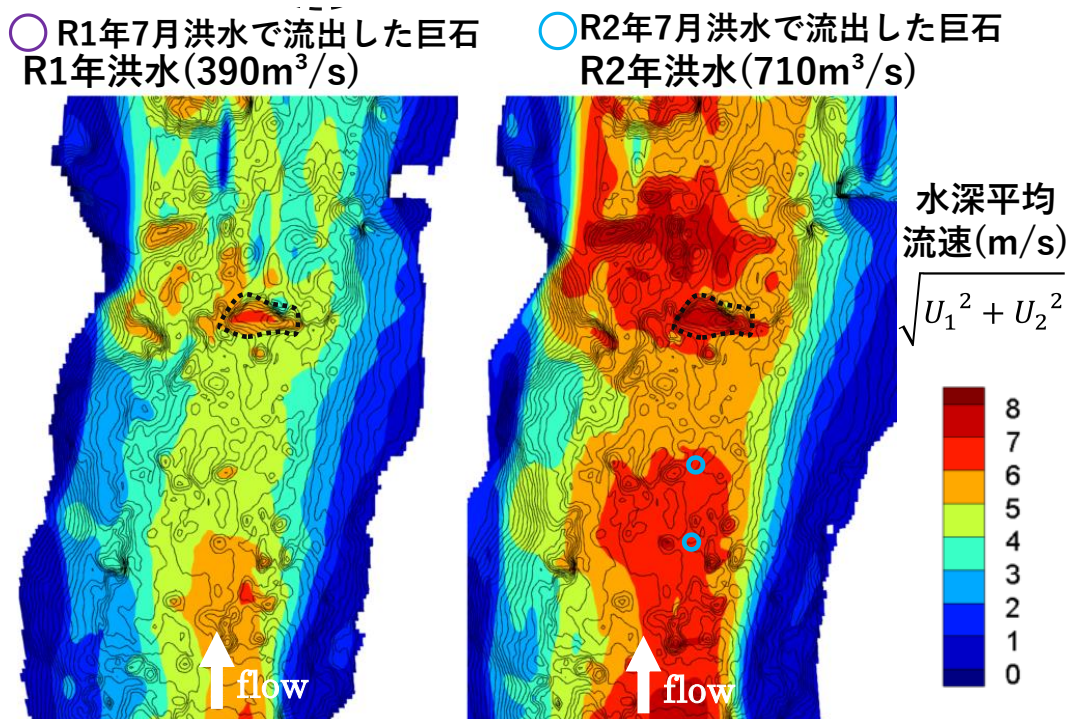 R1年7月洪水で流出した巨石
R1年洪水(390m³/s)
R2年7月洪水で流出した巨石
R2年洪水(710m³/s)
水深平均
流速(m/s)
√U₁² + U₂²
8
7
6
5
4
3
2
1
0
flow
flow